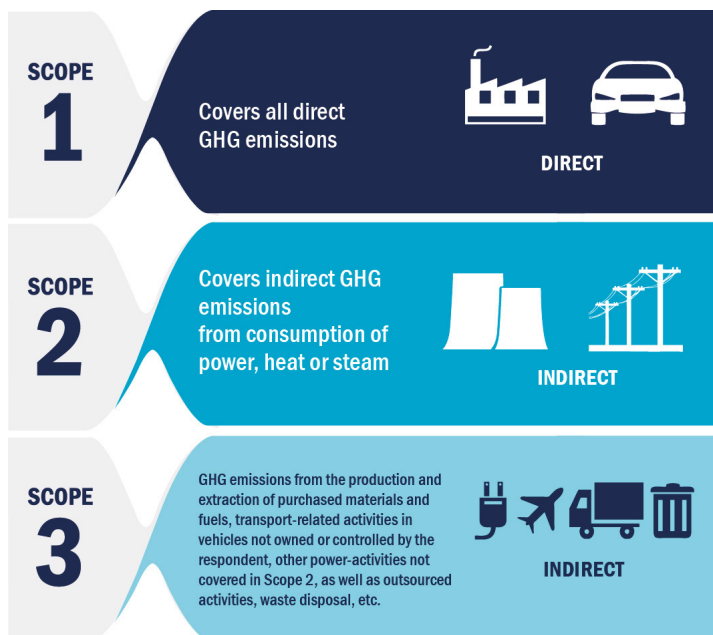 SCOPE
1
Covers all direct
GHG emissions
DIRECT
SCOPE
2
Covers indirect GHG
emissions
from consumption of
power, heat or steam
INDIRECT
SCOPE
3
GHG emissions from the production and
extraction of purchased materials and
fuels, transport-related activities in
vehicles not owned or controlled by the
respondent, other power-activities not
covered in Scope 2, as well as outsourced
activities, waste disposal, etc.
INDIRECT